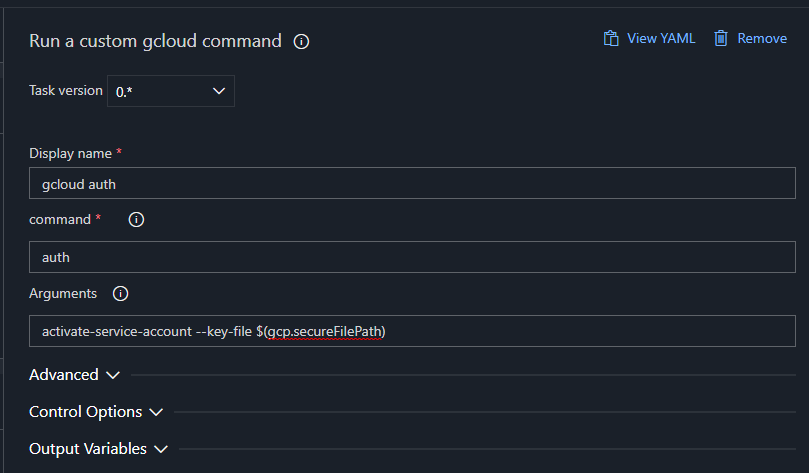 Run a custom gcloud command
View YAML
Remove
Task version
0.*
Display name *
gcloud auth
command *
auth
Arguments
activate-service-account --key-file $(gcp.secureFilePath)
Advanced
Control Options
Output Variables